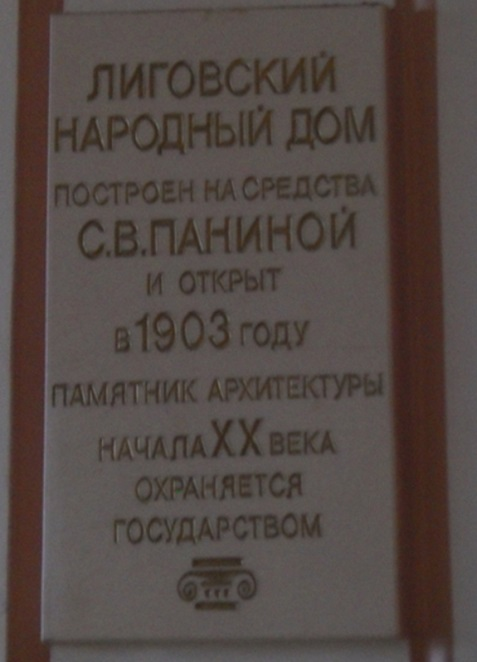 ЛИГОВСКИЙ
НАРОДНЫЙ ДОМ
ПОСТРОЕН НА СРЕДСТВА
С.В.ПАНИНОЙ
И ОТКРЫТ
В 1903 ГОДУ
ПАМЯТНИК АРХИТЕКТУРЫ
НАЧАЛА XX ВЕКА
ОХРАНЯЕТСЯ
ГОСУДАРСТВОМ